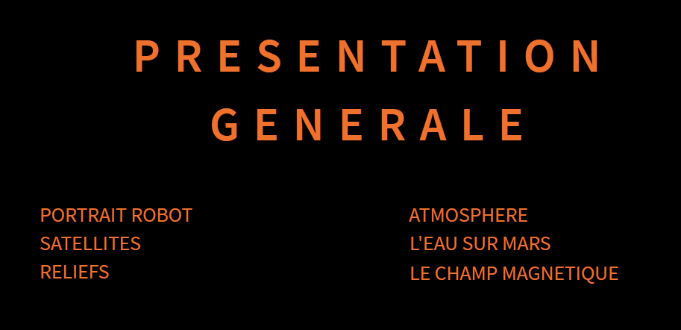 PRESENTATION
GENERALE
PORTRAIT ROBOT
SATELLITES
RELIEFS
ATMOSPHERE
L'EAU SUR MARS
LE CHAMP MAGNETIQUE